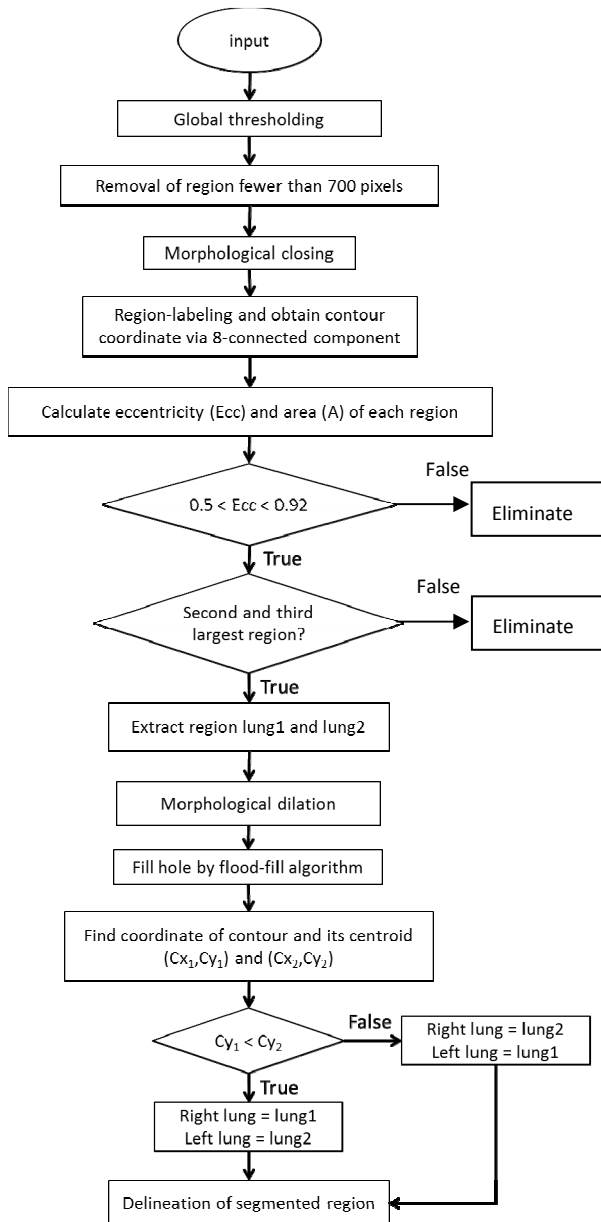 input
Global thresholding
Removal of region fewer than 700 pixels
Morphological closing
Region-labeling and obtain contour
coordinate via 8-connected component
Calculate eccentricity (Ecc) and area (A) of each region
0.5 < Ecc < 0.92
False
Eliminate
True
Second and third
largest region?
False
Eliminate
True
Extract region lung1 and lung2
Morphological dilation
Fill hole by flood-fill algorithm
Find coordinate of contour and its centroid
(Cx₁,Cy₁) and (Cx₂,Cy₂)
Cy₁ < Cy₂
False
Right lung = lung2
Left lung = lung1
True
Right lung = lung1
Left lung = lung2
Delineation of segmented region